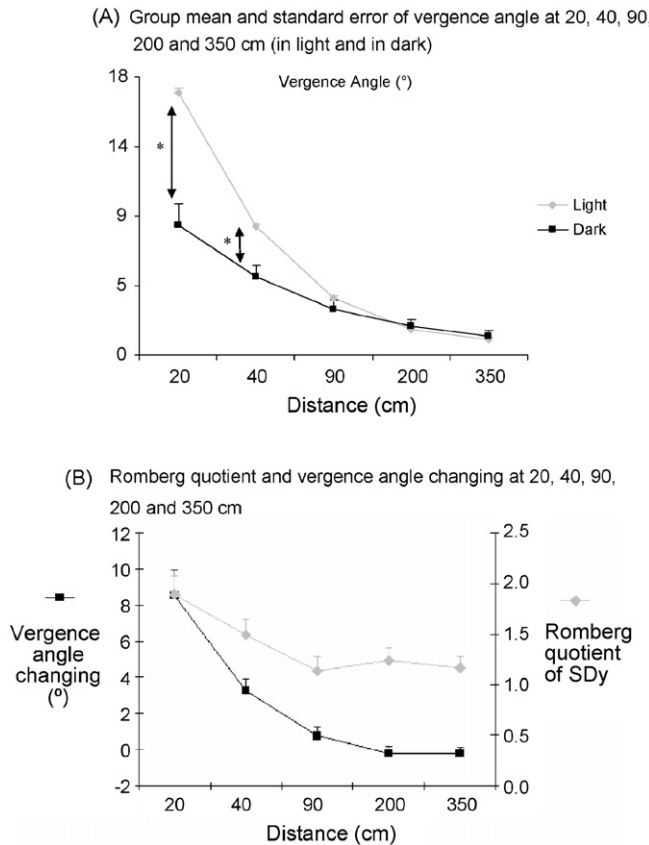 (A) Group mean and standard error of vergence angle at 20, 40, 90,
200 and 350 cm (in light and in dark)
Vergence Angle (°)
18
14
9
5
0
*
*
Light
Dark
20 40 90 200 350
Distance (cm)
(B) Romberg quotient and vergence angle changing at 20, 40, 90,
200 and 350 cm
12
10
8
6
4
2
0
-2
Vergence
angle
changing
(°)
2.5
2.0
1.5
1.0
0.5
0.0
Romberg
quotient
of SDy
20 40 90 200 350
Distance (cm)